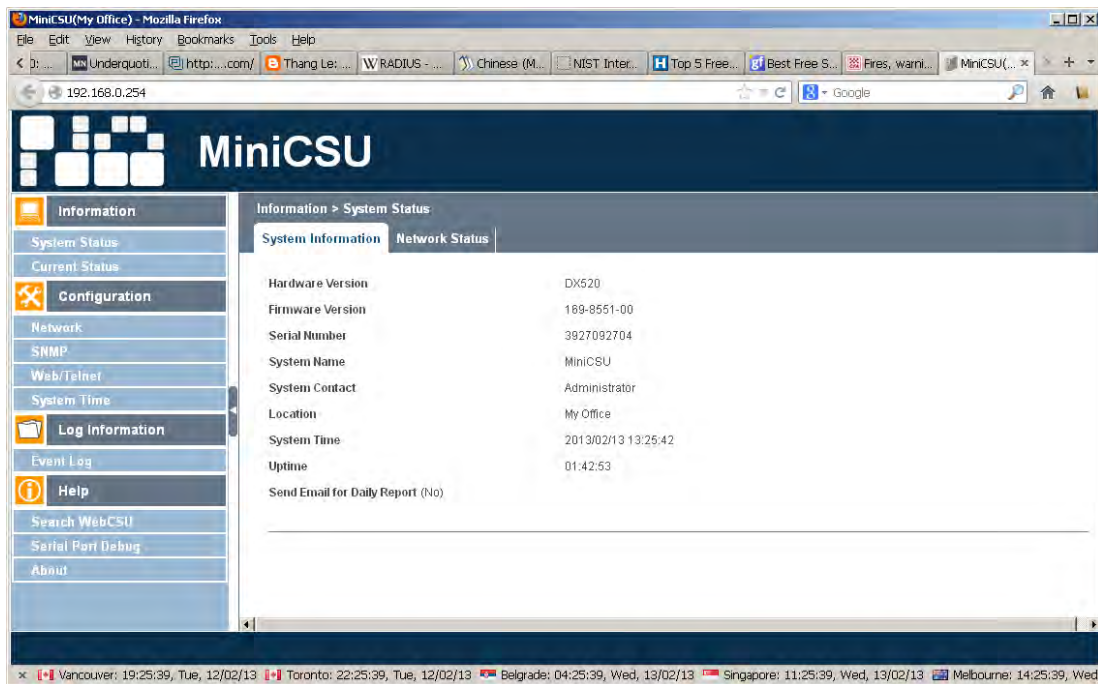 MiniCSU(My Office) - Mozilla Firefox
File Edit View History Bookmarks Tools Help
Underquoti... http:....com/ Thang Le: ... RADIUS - ... Chinese (M... NIST Inter... Top 5 Free... Best Free S... Fires, warni... MiniCSU(...
192.168.0.254 Google
MiniCSU
Information
System Status
Current Status
Configuration
Network
SNMP
Web/Telnet
System Time
Log Information
Event Log
Help
Search WebCSU
Serial Port Debug
About
Information > System Status
System Information Network Status
Hardware Version DX520
Firmware Version 169-8551-00
Serial Number 3927092704
System Name MiniCSU
System Contact Administrator
Location My Office
System Time 2013/02/13 13:25:42
Uptime 01:42:53
Send Email for Daily Report (No)
Vancouver: 19:25:39, Tue, 12/02/13 Toronto: 22:25:39, Tue, 12/02/13 Belgrade: 04:25:39, Wed, 13/02/13 Singapore: 11:25:39, Wed, 13/02/13 Melbourne: 14:25:39, Wed